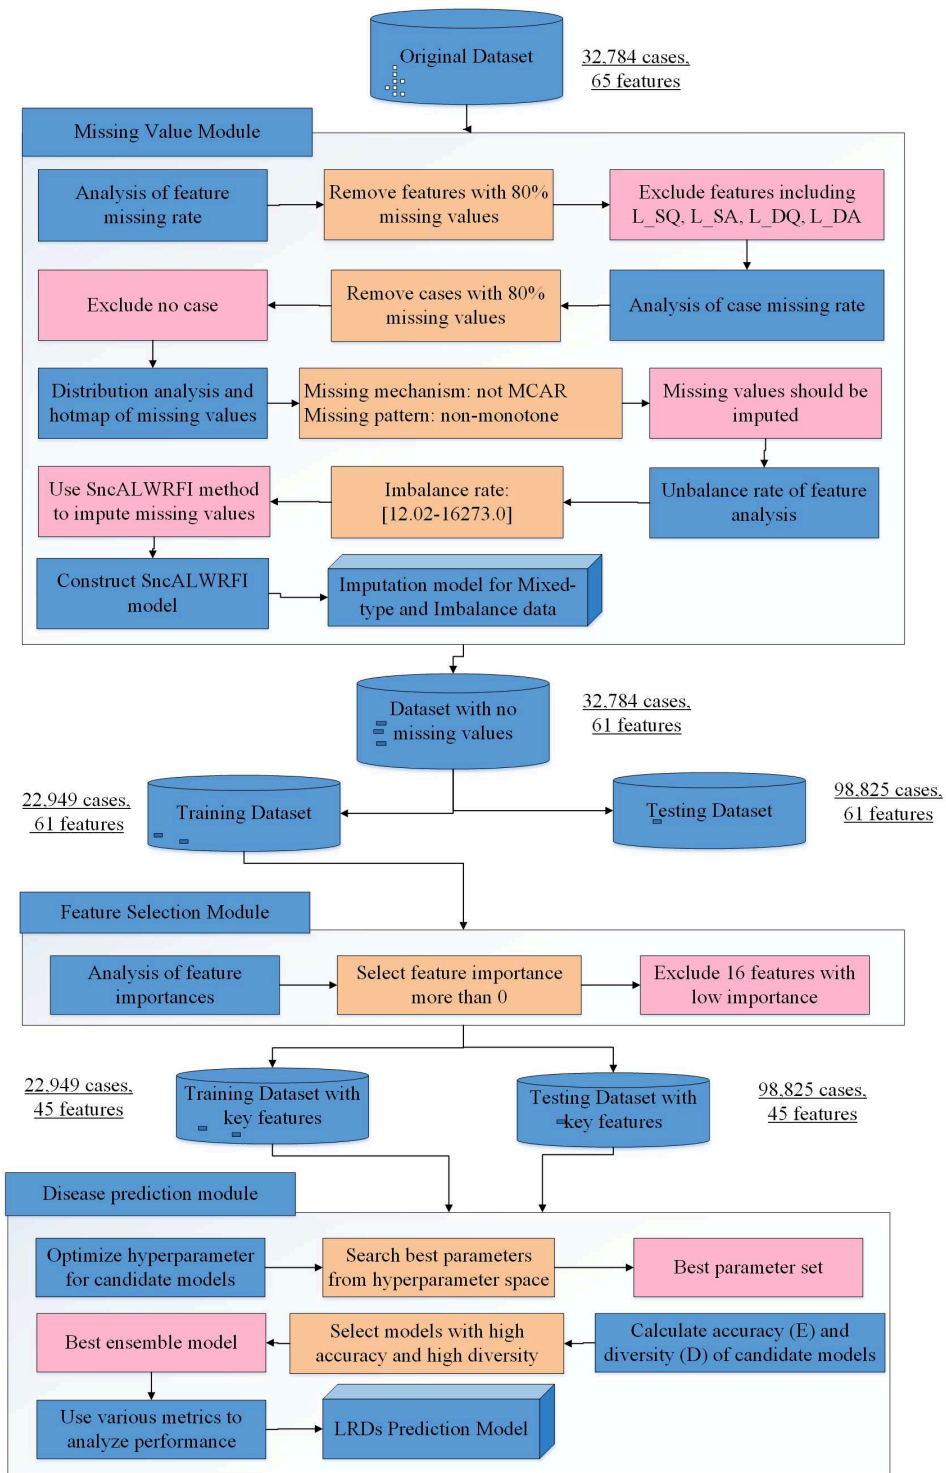 Original Dataset
32,784 cases,
65 features
Missing Value Module
Analysis of feature
missing rate
Remove features with 80%
missing values
Exclude features including
L_SQ, L_SA, L_DQ, L_DA
Exclude no case
Remove cases with 80%
missing values
Analysis of case missing rate
Distribution analysis and
hotmap of missing values
Missing mechanism: not MCAR
Missing pattern: non-monotone
Missing values should be
imputed
Use SncALWRFI method
to impute missing values
Imbalance rate:
[12.02-16273.0]
Unbalance rate of feature
analysis
Construct SncALWRFI
model
Imputation model for Mixed-
type and Imbalance data
Dataset with no
missing values
32,784 cases,
61 features
22,949 cases,
61 features
Training Dataset
Testing Dataset
98,825 cases,
61 features
Feature Selection Module
Analysis of feature
importances
Select feature importance
more than 0
Exclude 16 features with
low importance
22,949 cases,
45 features
Training Dataset with
key features
Testing Dataset with
key features
98,825 cases,
45 features
Disease prediction module
Optimize hyperparameter
for candidate models
Search best parameters
from hyperparameter space
Best parameter set
Best ensemble model
Select models with high
accuracy and high diversity
Calculate accuracy (E) and
diversity (D) of candidate models
Use various metrics to
analyze performance
LRDs Prediction Model